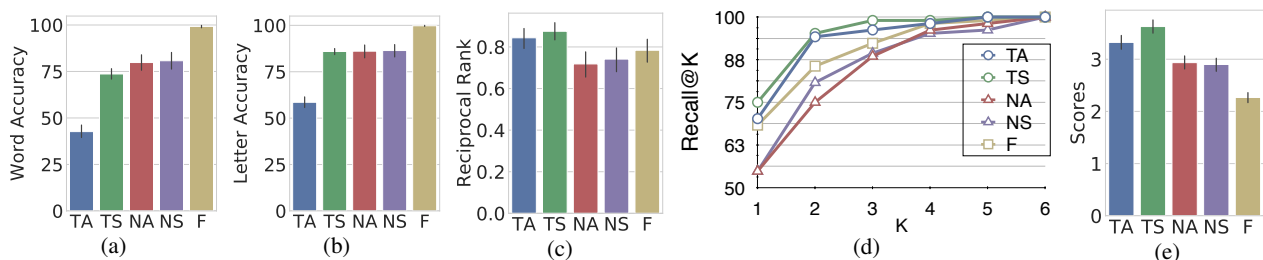 Word Accuracy
100
75
50
25
0
TA TS NA NS F
(a)
Letter Accuracy
100
75
50
25
0
TA TS NA NS F
(b)
Reciprocal Rank
0.8
0.6
0.4
0.2
0.0
TA TS NA NS F
(c)
Recall@K
100
88
75
63
50
1 2 3 4 5 6
K
TA
TS
NA
NS
F
(d)
Scores
3
2
1
0
TA TS NA NS F
(e)